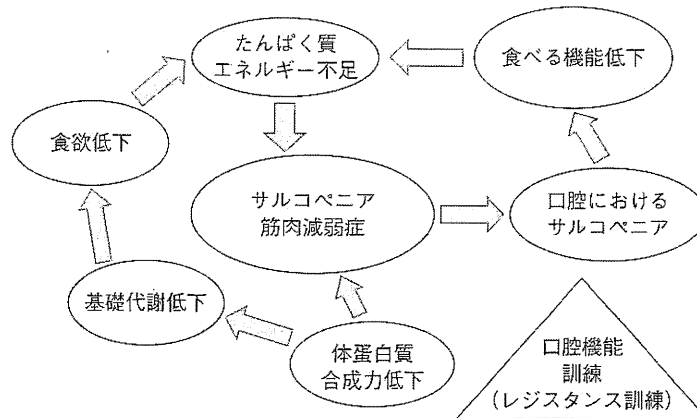 たんぱく質
エネルギー不足
食べる機能低下
食欲低下
サルコペニア
筋肉減弱症
口腔における
サルコペニア
基礎代謝低下
体蛋白質
合成力低下
口腔機能
訓練
(レジスタンス訓練)